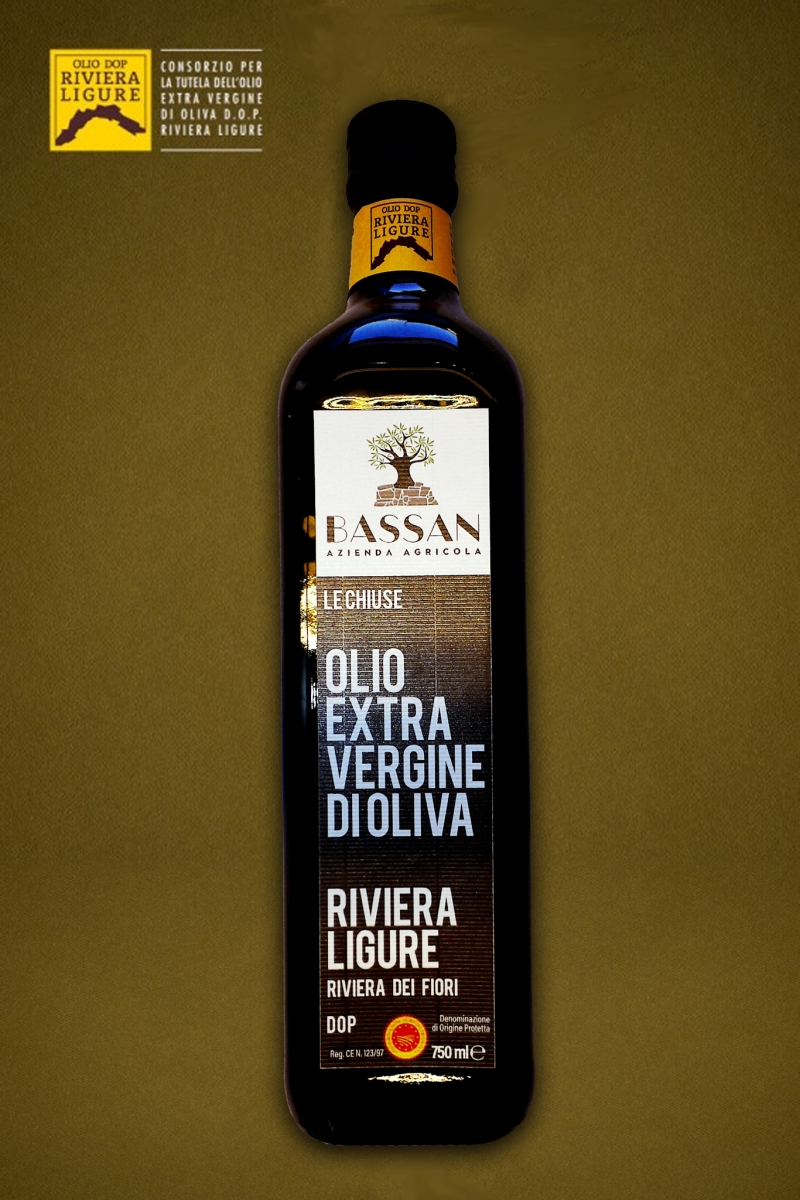 OLIO DOP
RIVIERA
LIGURE
CONSORZIO PER
LA TUTELA DELL'OLIO
EXTRA VERGINE
DI OLIVA D.O.P.
RIVIERA LIGURE
OLIO DOP
RIVIERA
LIGURE
BASSAN
AZIENDA AGRICOLA
LE CHIUSE
OLIO
EXTRA
VERGINE
DI OLIVA
RIVIERA
LIGURE
RIVIERA DEI FIORI
DOP
Denominazione
di Origine Protetta
Reg. CE N. 123/97
750 ml e